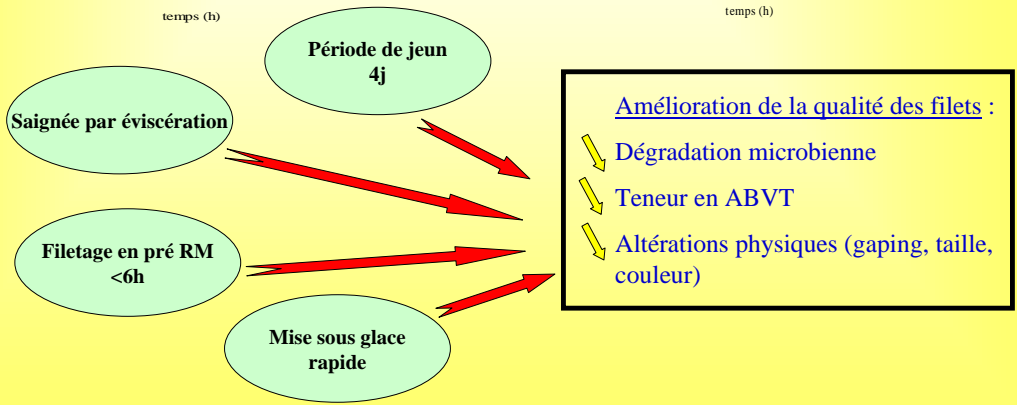 temps (h)
temps (h)
Période de jeun
4j
Saignée par éviscération
Filetage en pré RM
<6h
Mise sous glace
rapide
Amélioration de la qualité des filets :
Dégradation microbienne
Teneur en ABVT
Altérations physiques (gaping, taille,
couleur)